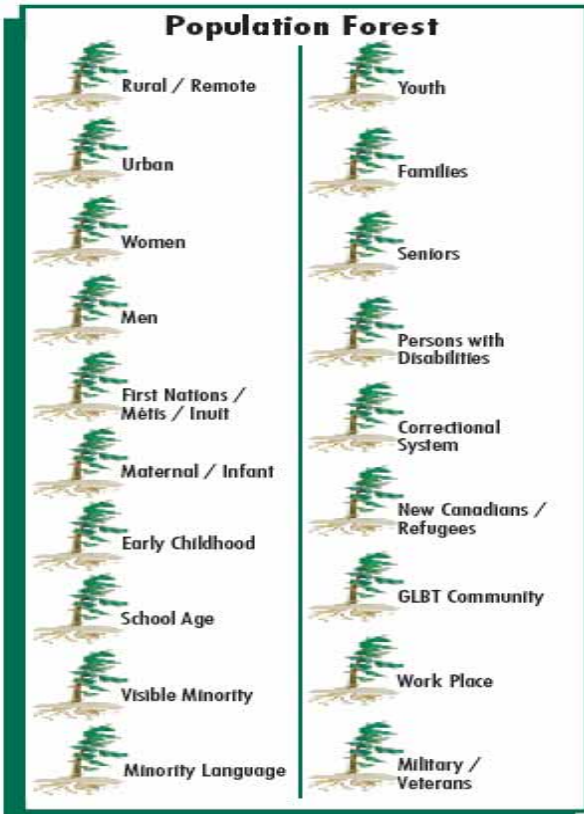 Population Forest
Rural / Remote
Urban
Women
Men
First Nations /
Métis / Inuit
Maternal / Infant
Early Childhood
School Age
Visible Minority
Minority Language
Youth
Families
Seniors
Persons with
Disabilities
Correctional
System
New Canadians /
Refugees
GLBT Community
Work Place
Military /
Veterans